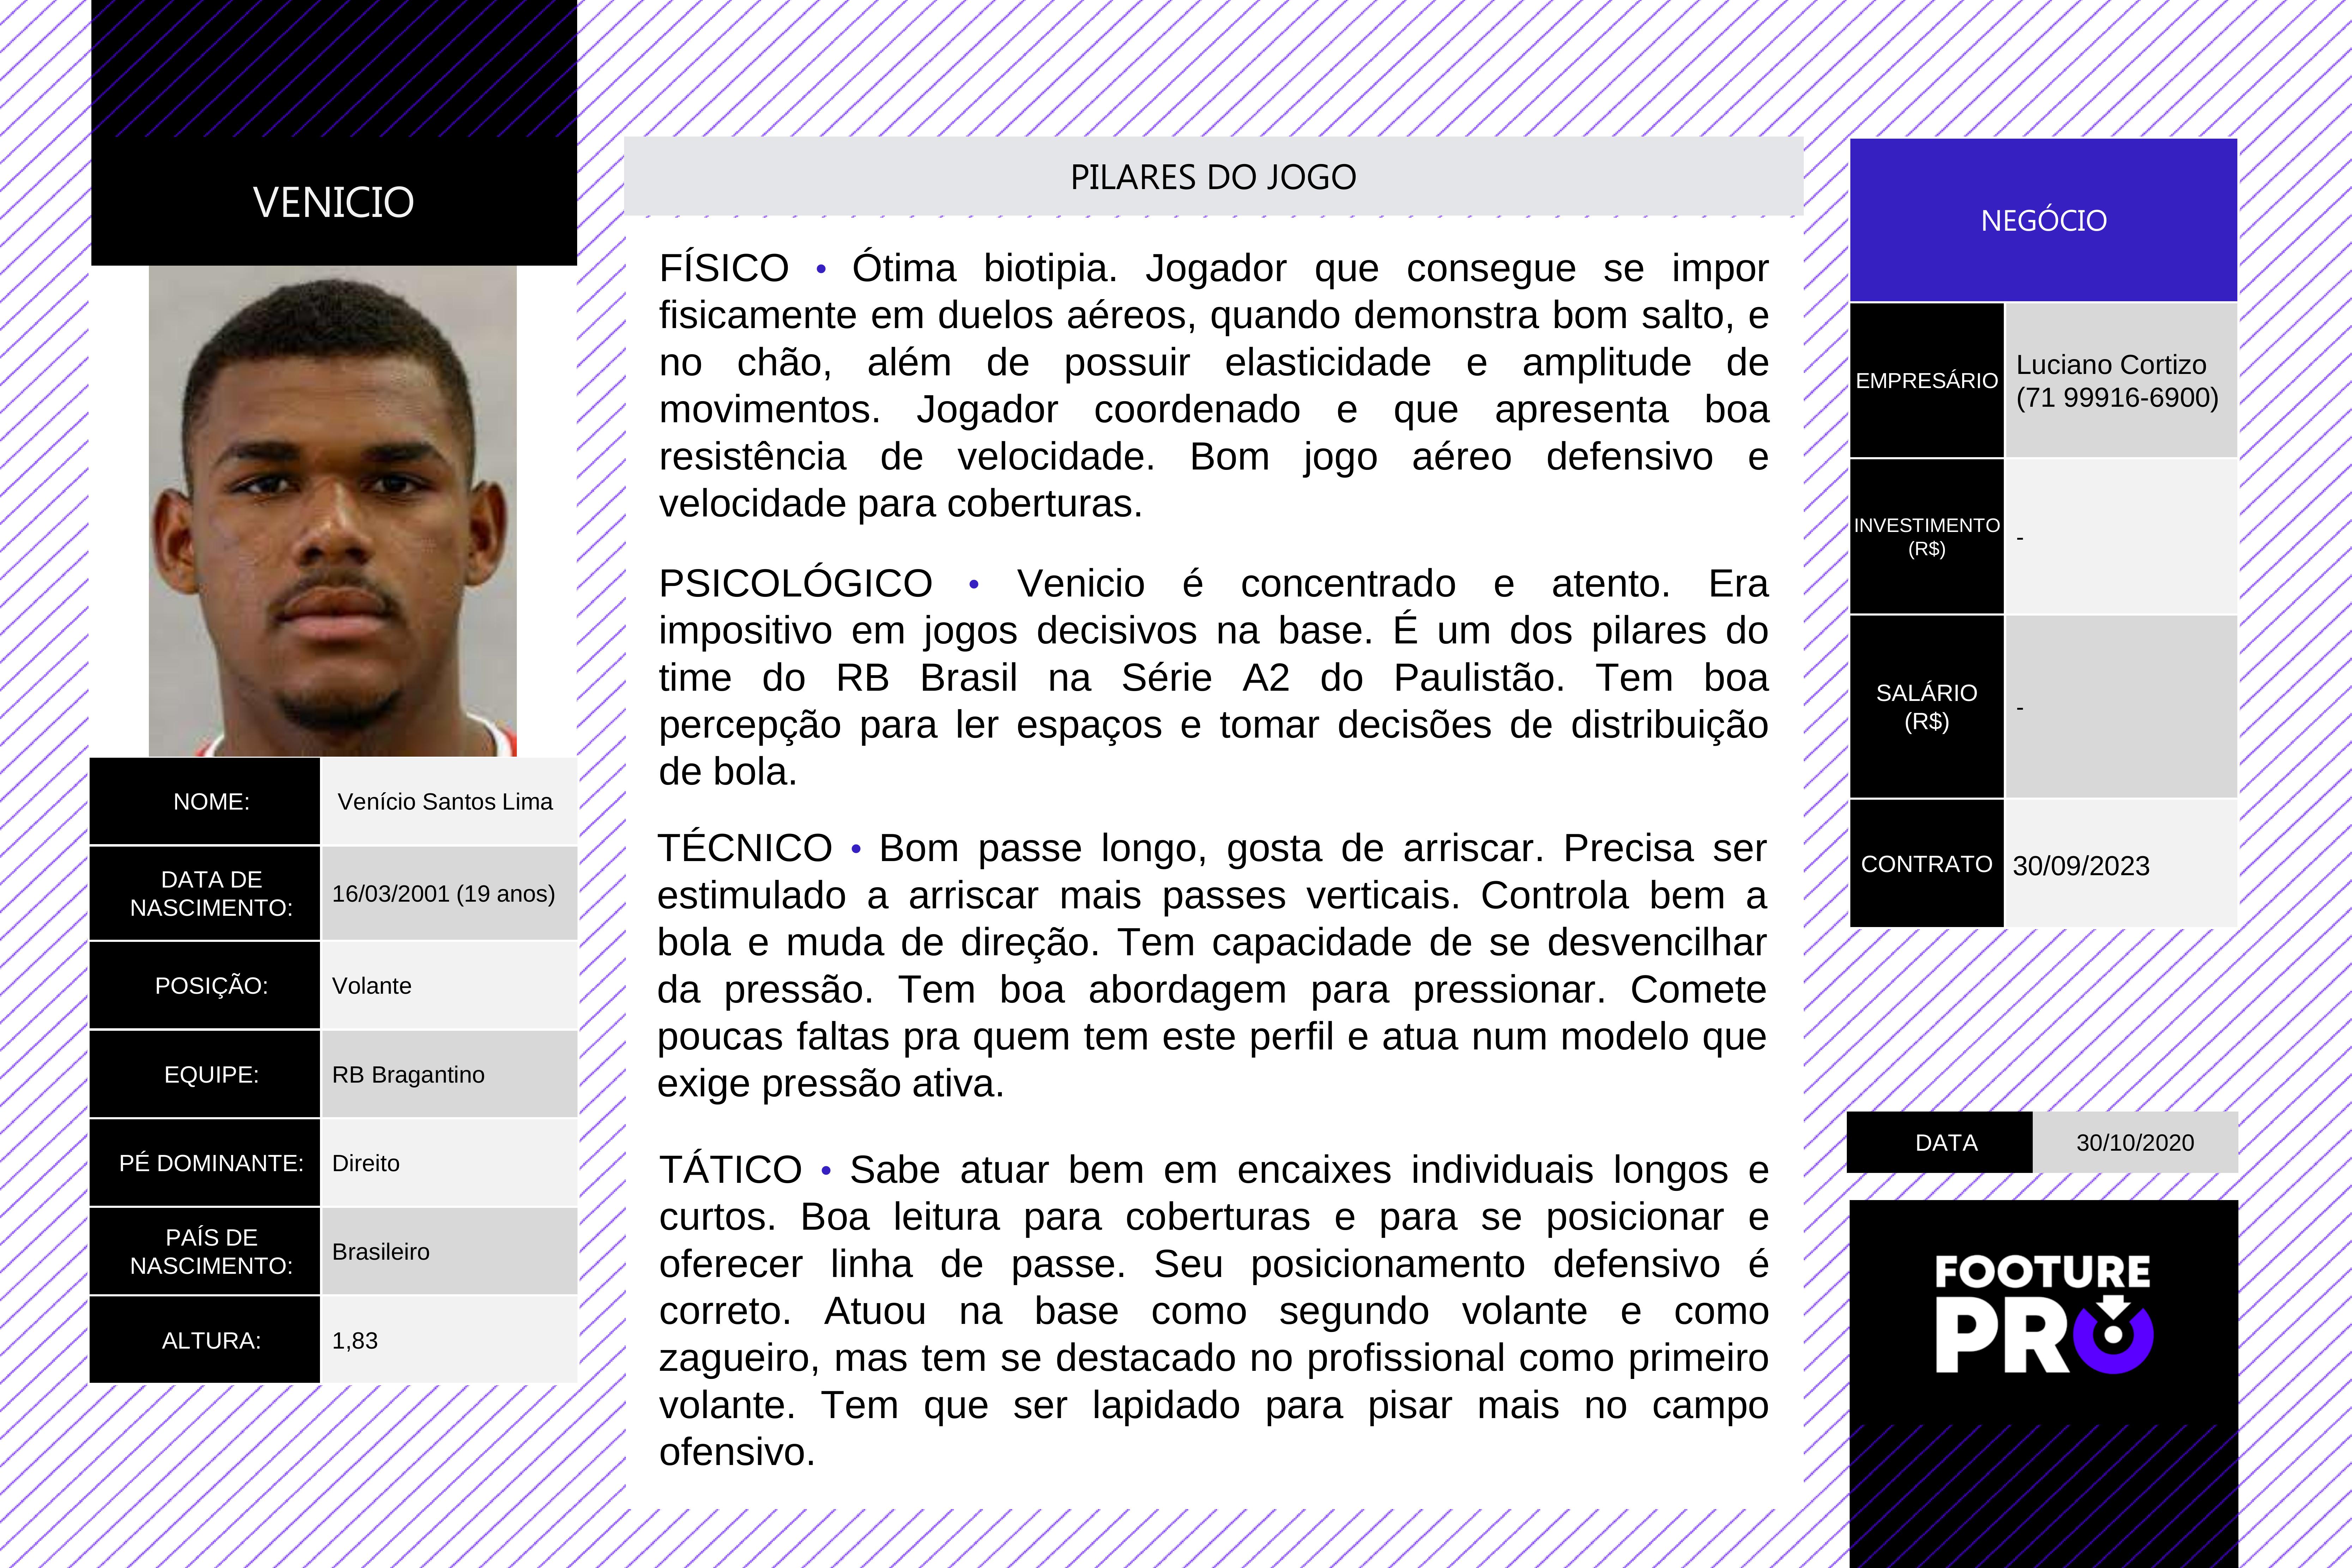 VENICIO
NOME:
Venício Santos Lima
DATA DE
NASCIMENTO:
16/03/2001 (19 anos)
POSIÇÃO:
Volante
EQUIPE:
RB Bragantino
PÉ DOMINANTE:
Direito
PAÍS DE
NASCIMENTO:
Brasileiro
ALTURA:
1,83
PILARES DO JOGO
FÍSICO • Ótima biotipia. Jogador que consegue se impor
fisicamente em duelos aéreos, quando demonstra bom salto, e
no chão, além de possuir elasticidade e amplitude de
movimentos. Jogador coordenado e que apresenta boa
resistência de velocidade. Bom jogo aéreo defensivo e
velocidade para coberturas.
PSICOLÓGICO • Venicio é concentrado e atento. Era
impositivo em jogos decisivos na base. É um dos pilares do
time do RB Brasil na Série A2 do Paulistão. Tem boa
percepção para ler espaços e tomar decisões de distribuição
de bola.
TÉCNICO • Bom passe longo, gosta de arriscar. Precisa ser
estimulado a arriscar mais passes verticais. Controla bem a
bola e muda de direção. Tem capacidade de se desvencilhar
da pressão. Tem boa abordagem para pressionar. Comete
poucas faltas pra quem tem este perfil e atua num modelo que
exige pressão ativa.
TÁTICO • Sabe atuar bem em encaixes individuais longos e
curtos. Boa leitura para coberturas e para se posicionar e
oferecer linha de passe. Seu posicionamento defensivo é
correto. Atuou na base como segundo volante e como
zagueiro, mas tem se destacado no profissional como primeiro
volante. Tem que ser lapidado para pisar mais no campo
ofensivo.
NEGÓCIO
EMPRESÁRIO
Luciano Cortizo
(71 99916-6900)
INVESTIMENTO
(R$)
-
SALÁRIO
(R$)
-
CONTRATO
30/09/2023
DATA
30/10/2020
FOOTURE
PRO